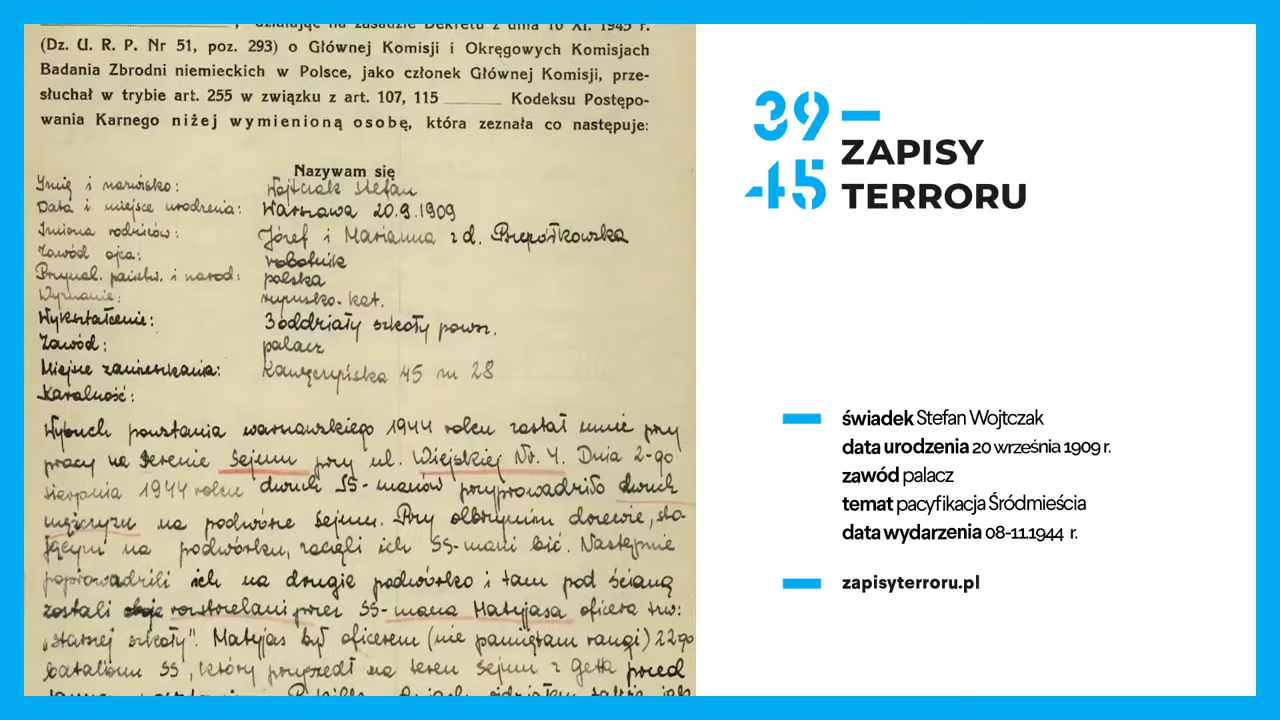 działając na zasadzie Dekretu z dnia 10 XI. 1945 r.
(Dz. U. R. P. Nr 51, poz. 293) o Głównej Komisji i Okręgowych Komisjach
Badania Zbrodni niemieckich w Polsce, jako członek Głównej Komisji, prze-
słuchał w trybie art. 255 w związku z art. 107, 115 Kodeksu Postępo-
wania Karnego niżej wymienioną osobę, która zeznała co następuje:
Nazywam się
Imię i nazwisko: Wojtczak Stefan
Data i miejsce urodzenia: Warszawa 20.9.1909
Imiona rodziców: Józef i Marianna z d. Przepółkowska
Zawód ojca: robotnik
Przynal. państw. i narod: polska
Wyznanie: rzymsko-kat.
Wykształcenie: 3 oddziały szkoły powsz.
Zawód: palacz
Miejsce zamieszkania: Kawęczyńska 45 m 28
Karalność:
Wybuch powstania warszawskiego 1944 roku zastał mnie przy
pracy na terenie Sejmu przy ul. Wiejskiej Nr. 4. Dnia 2-go
sierpnia 1944 roku dwuch SS-manów przyprowadziło dwuch
mężczyzn na podwórze Sejmu. Przy olbrzymim drzewie, sto-
jącym na podwórku, zaczęli ich SS-mani bić. Następnie
poprowadzili ich na drugie podwórko i tam pod ścianą
zostali rozstrzelani przez SS-mana Matyjasa oficera tzw:
„starszej szkoły". Matyjas był oficerem (nie pamiętam rangi) 22go
batalionu SS, który przyszedł na teren Sejmu z Getta przed
39–
45
ZAPISY
TERRORU
świadek Stefan Wojtczak
data urodzenia 20 września 1909 r.
zawód palacz
temat pacyfikacja Śródmieścia
data wydarzenia 08-11.1944 r.
zapisyterroru.pl